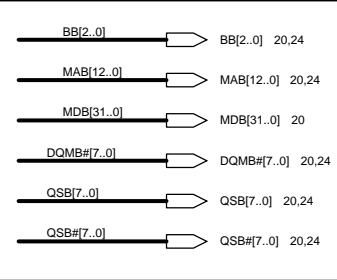 BB[2..0] BB[2..0] 20,24
MAB[12..0] MAB[12..0] 20,24
MDB[31..0] MDB[31..0] 20
DQMB#[7..0] DQMB#[7..0] 20,24
QSB[7..0] QSB[7..0] 20,24
QSB#[7..0] QSB#[7..0] 20,24